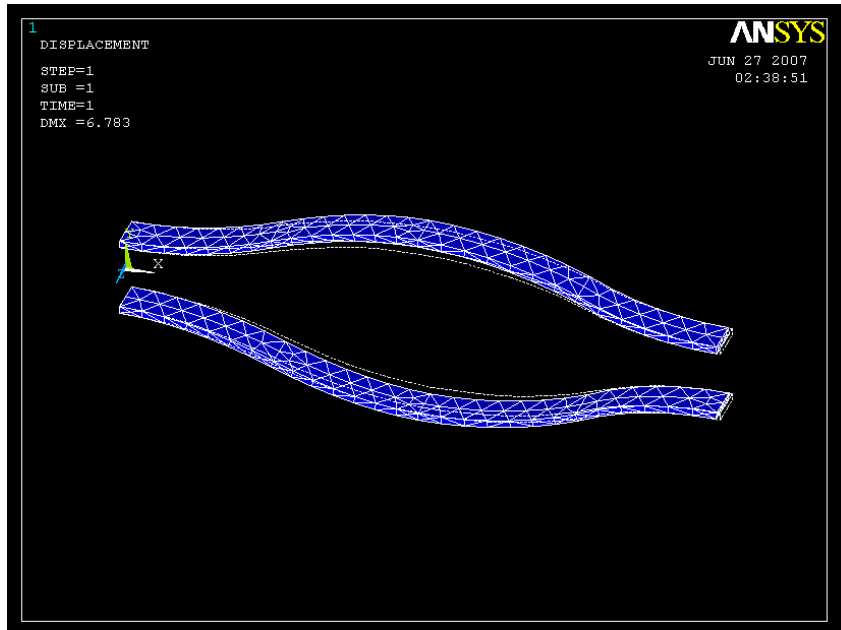 1
DISPLACEMENT
STEP=1
SUB =1
TIME=1
DMX =6.783
ANSYS
JUN 27 2007
02:38:51
Y
X
Z